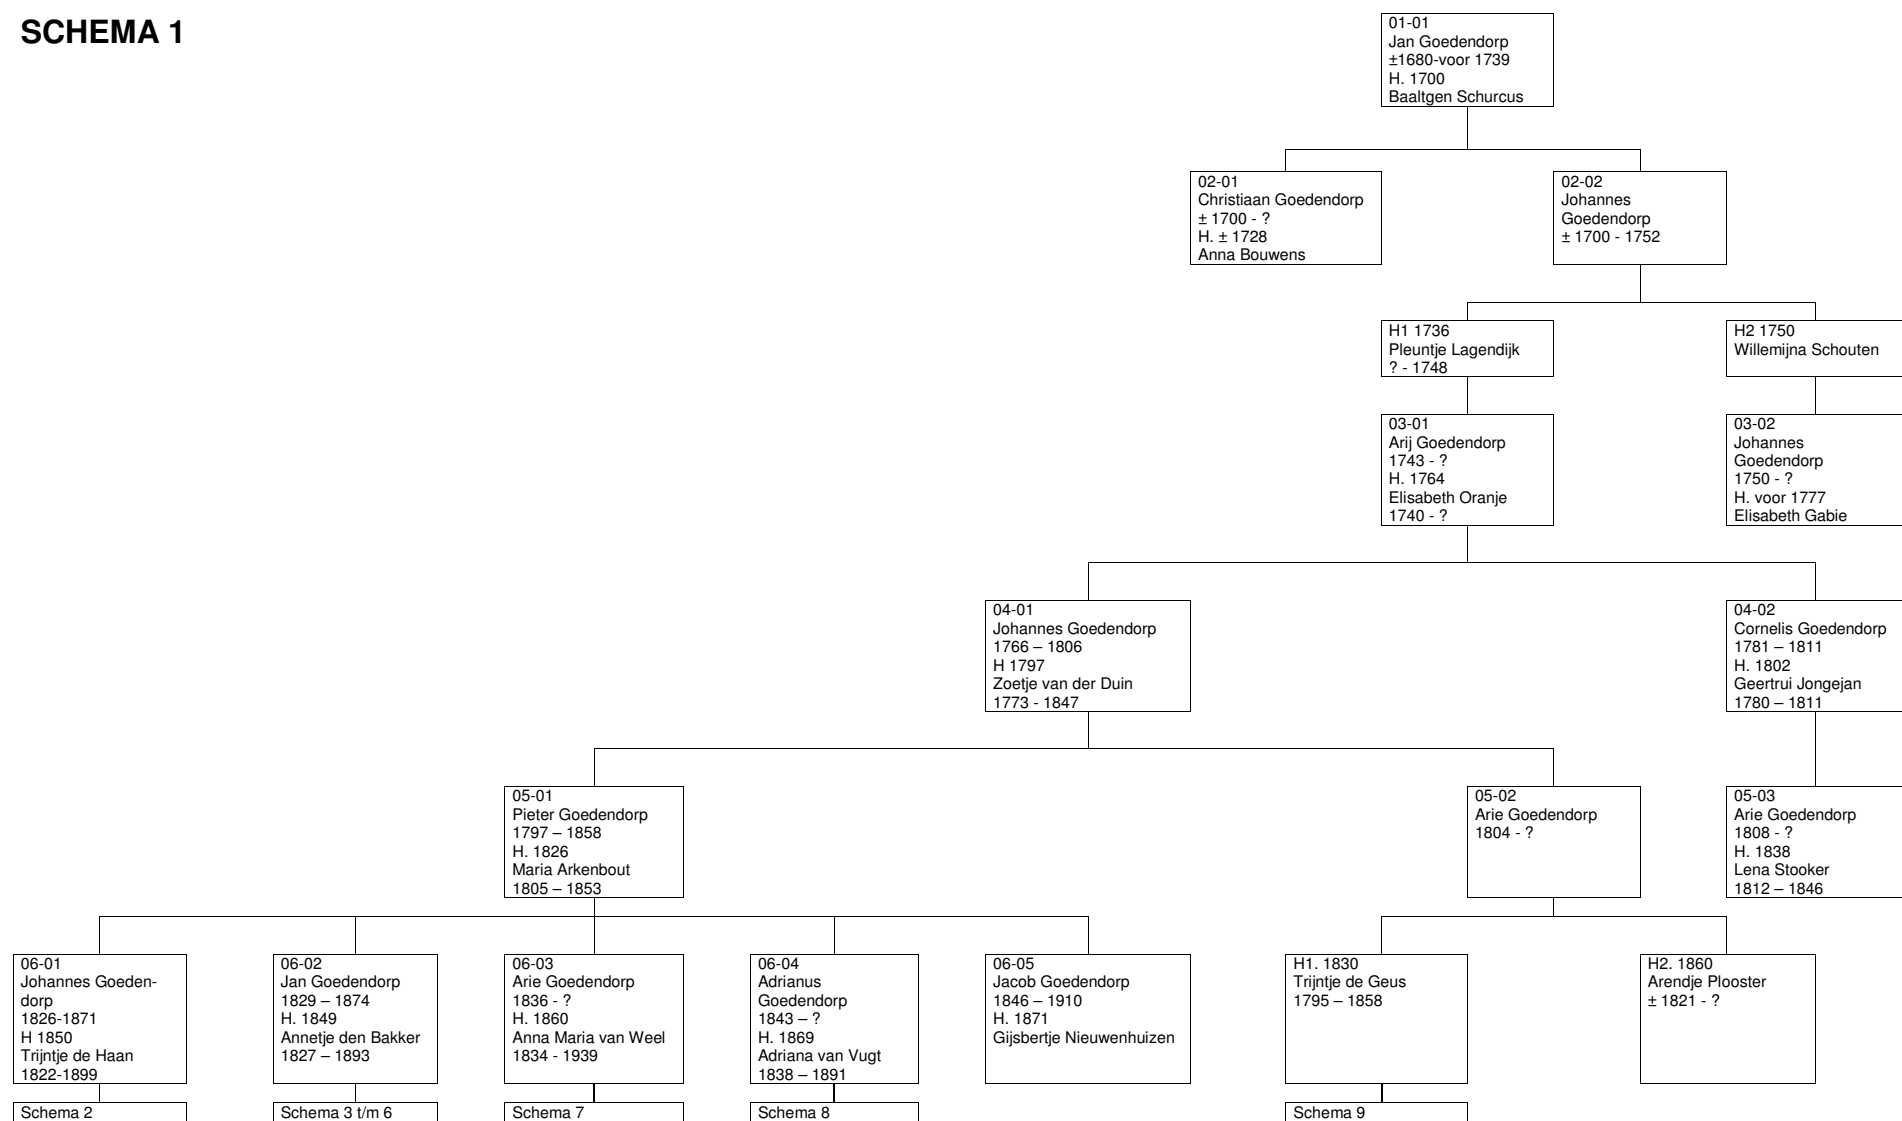 SCHEMA 1
01-01
Jan Goedendorp
±1680-voor 1739
H. 1700
Baaltgen Schurcus
02-01
Christiaan Goedendorp
± 1700 - ?
H. ± 1728
Anna Bouwens
02-02
Johannes
Goedendorp
± 1700 - 1752
H1 1736
Pleuntje Lagendijk
? - 1748
H2 1750
Willemijna Schouten
03-01
Arij Goedendorp
1743 - ?
H. 1764
Elisabeth Oranje
1740 - ?
03-02
Johannes
Goedendorp
1750 - ?
H. voor 1777
Elisabeth Gabie
04-01
Johannes Goedendorp
1766 – 1806
H 1797
Zoetje van der Duin
1773 - 1847
04-02
Cornelis Goedendorp
1781 – 1811
H. 1802
Geertrui Jongejan
1780 – 1811
05-01
Pieter Goedendorp
1797 – 1858
H. 1826
Maria Arkenbout
1805 – 1853
05-02
Arie Goedendorp
1804 - ?
05-03
Arie Goedendorp
1808 - ?
H. 1838
Lena Stooker
1812 – 1846
06-01
Johannes Goeden-
dorp
1826-1871
H 1850
Trijntje de Haan
1822-1899
06-02
Jan Goedendorp
1829 – 1874
H. 1849
Annetje den Bakker
1827 – 1893
06-03
Arie Goedendorp
1836 - ?
H. 1860
Anna Maria van Weel
1834 - 1939
06-04
Adrianus
Goedendorp
1843 – ?
H. 1869
Adriana van Vugt
1838 – 1891
06-05
Jacob Goedendorp
1846 – 1910
H. 1871
Gijsbertje Nieuwenhuizen
H1. 1830
Trijntje de Geus
1795 – 1858
H2. 1860
Arendje Plooster
± 1821 - ?
Schema 2
Schema 3 t/m 6
Schema 7
Schema 8
Schema 9